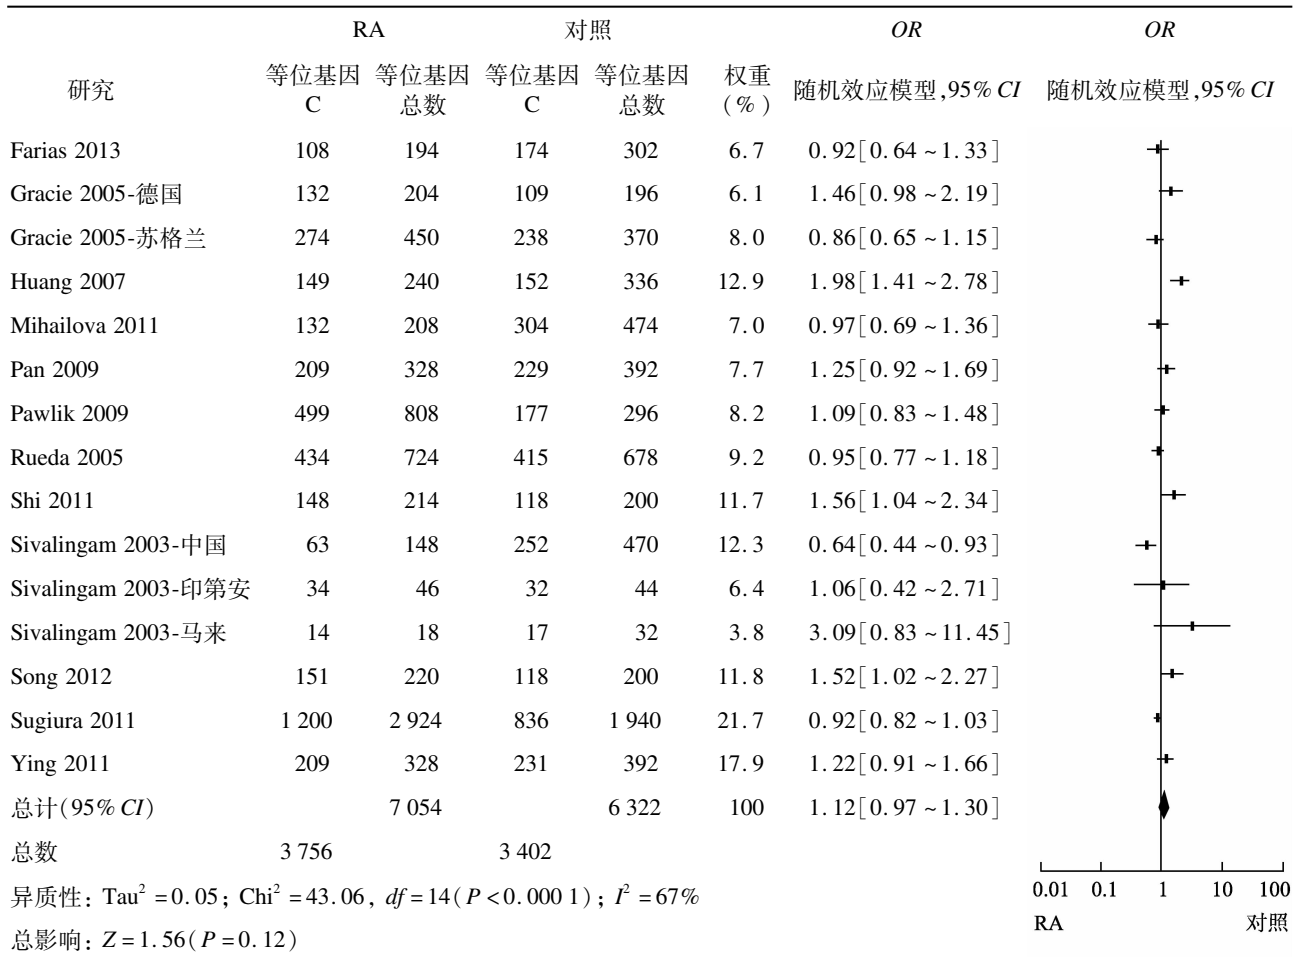 RA 对照 OR OR
研究 等位基因 C 等位基因 总数 等位基因 C 等位基因 总数 权重 (%) 随机效应模型,95% CI 随机效应模型,95% CI
Farias 2013 108 194 174 302 6.7 0.92[0.64~1.33]
Gracie 2005-德国 132 204 109 196 6.1 1.46[0.98~2.19]
Gracie 2005-苏格兰 274 450 238 370 8.0 0.86[0.65~1.15]
Huang 2007 149 240 152 336 12.9 1.98[1.41~2.78]
Mihailova 2011 132 208 304 474 7.0 0.97[0.69~1.36]
Pan 2009 209 328 229 392 7.7 1.25[0.92~1.69]
Pawlik 2009 499 808 177 296 8.2 1.09[0.83~1.48]
Rueda 2005 434 724 415 678 9.2 0.95[0.77~1.18]
Shi 2011 148 214 118 200 11.7 1.56[1.04~2.34]
Sivalingam 2003-中国 63 148 252 470 12.3 0.64[0.44~0.93]
Sivalingam 2003-印第安 34 46 32 44 6.4 1.06[0.42~2.71]
Sivalingam 2003-马来 14 18 17 32 3.8 3.09[0.83~11.45]
Song 2012 151 220 118 200 11.8 1.52[1.02~2.27]
Sugiura 2011 1 200 2 924 836 1 940 21.7 0.92[0.82~1.03]
Ying 2011 209 328 231 392 17.9 1.22[0.91~1.66]
总计(95% CI) 7 054 6 322 100 1.12[0.97~1.30]
总数 3 756 3 402
0.01 0.1 1 10 100
异质性: Tau² =0.05; Chi² =43.06, df=14(P<0.000 1); I² =67%
RA 对照
总影响: Z=1.56(P=0.12)